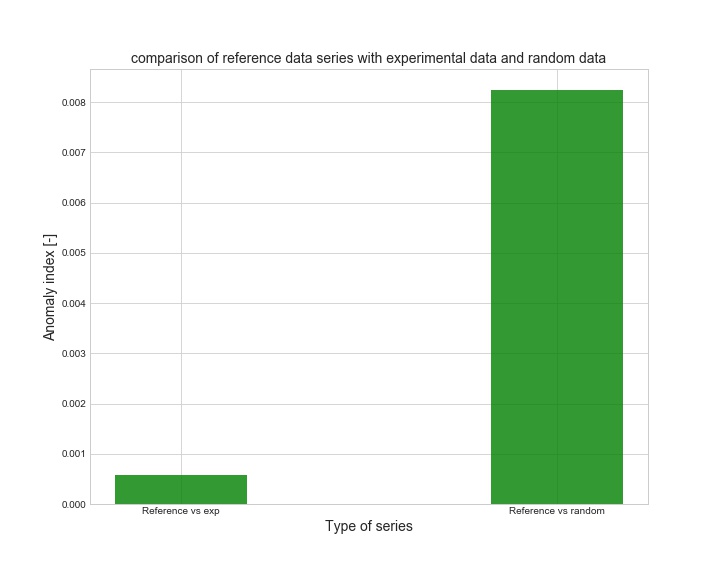 comparison of reference data series with experimental data and random data
0.008
0.007
0.006
0.005
0.004
0.003
0.002
0.001
0.000
Anomaly index [-]
Reference vs exp
Reference vs random
Type of series